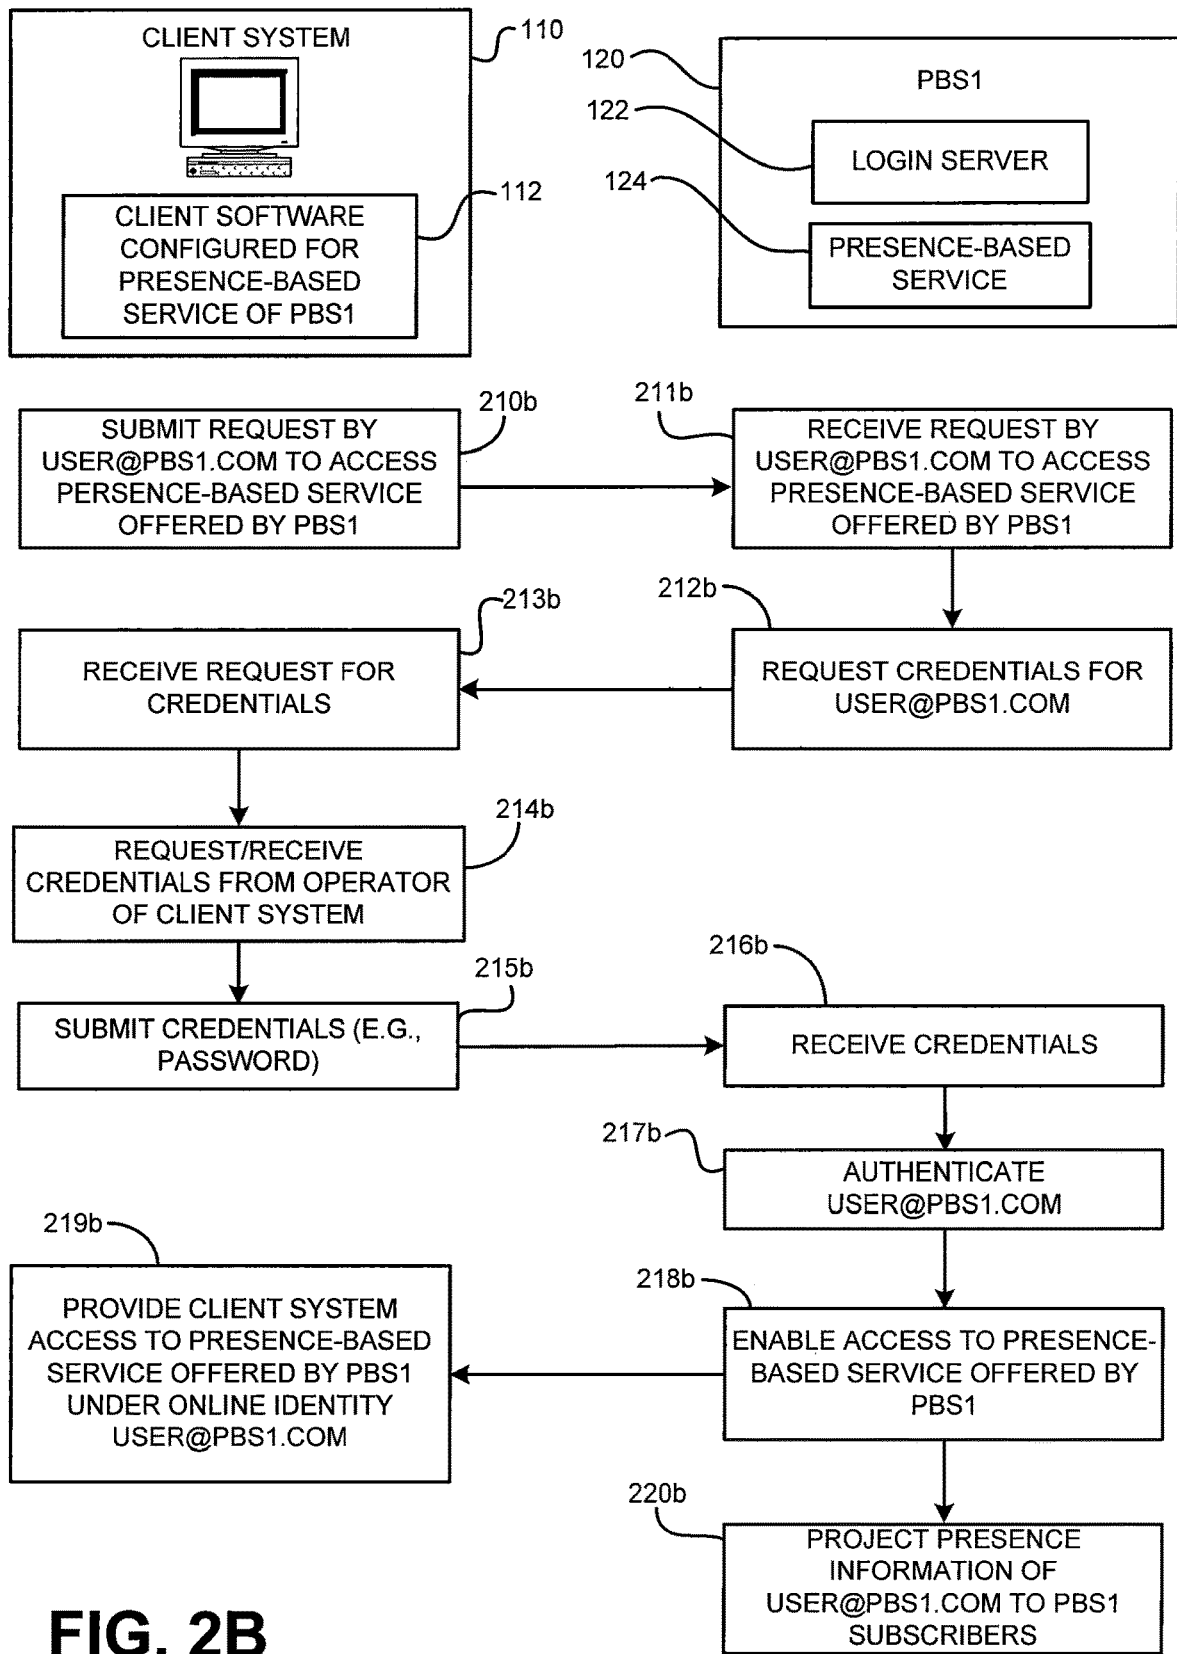 CLIENT SYSTEM
110
CLIENT SOFTWARE
CONFIGURED FOR
PRESENCE-BASED
SERVICE OF PBS1
112
120
PBS1
122
LOGIN SERVER
124
PRESENCE-BASED
SERVICE
210b
SUBMIT REQUEST BY
USER@PBS1.COM TO ACCESS
PERSENCE-BASED SERVICE
OFFERED BY PBS1
211b
RECEIVE REQUEST BY
USER@PBS1.COM TO ACCESS
PRESENCE-BASED SERVICE
OFFERED BY PBS1
212b
REQUEST CREDENTIALS FOR
USER@PBS1.COM
213b
RECEIVE REQUEST FOR
CREDENTIALS
214b
REQUEST/RECEIVE
CREDENTIALS FROM OPERATOR
OF CLIENT SYSTEM
215b
SUBMIT CREDENTIALS (E.G.,
PASSWORD)
216b
RECEIVE CREDENTIALS
217b
AUTHENTICATE
USER@PBS1.COM
218b
ENABLE ACCESS TO PRESENCE-
BASED SERVICE OFFERED BY
PBS1
219b
PROVIDE CLIENT SYSTEM
ACCESS TO PRESENCE-BASED
SERVICE OFFERED BY PBS1
UNDER ONLINE IDENTITY
USER@PBS1.COM
220b
PROJECT PRESENCE
INFORMATION OF
USER@PBS1.COM TO PBS1
SUBSCRIBERS
FIG. 2B